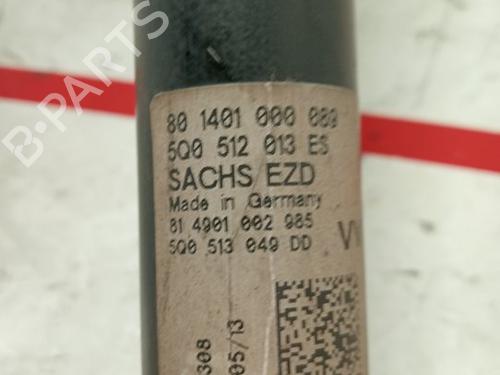 80 1401 000 089
5Q0 512 013 ES
SACHS/EZD
Made in Germany
81 4901 002 985
5Q0 513 049 DD
308
05/13